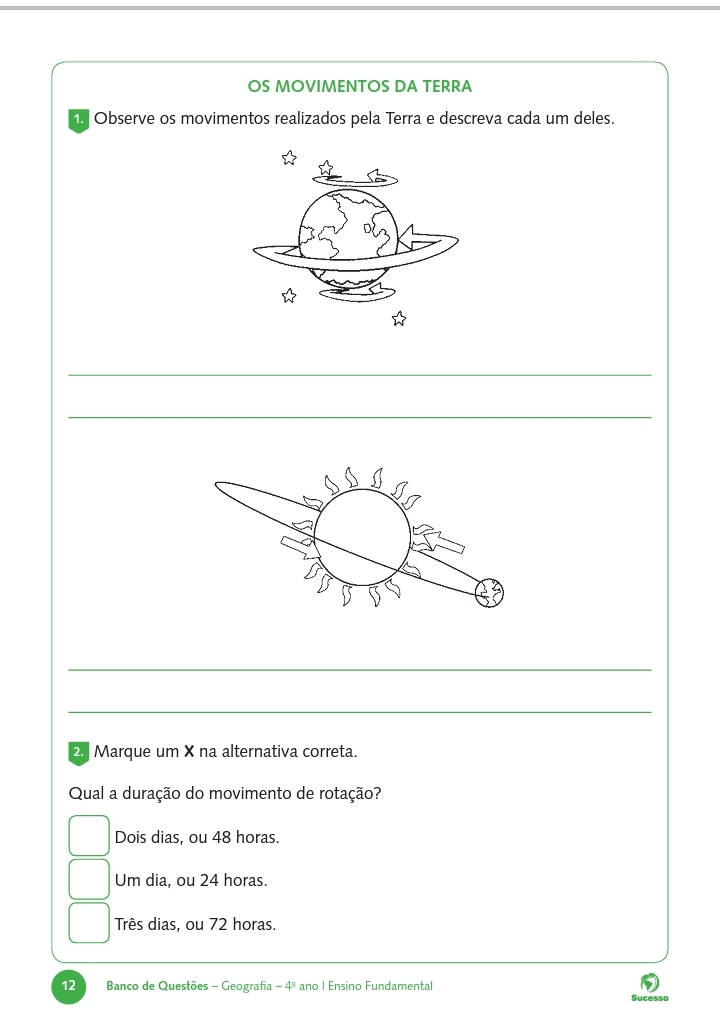 OS MOVIMENTOS DA TERRA
1. Observe os movimentos realizados pela Terra e descreva cada um deles.
2. Marque um X na alternativa correta.
Qual a duração do movimento de rotação?
Dois dias, ou 48 horas.
Um dia, ou 24 horas.
Três dias, ou 72 horas.
12 Banco de Questões – Geografia – 4º ano I Ensino Fundamental
Sucesso